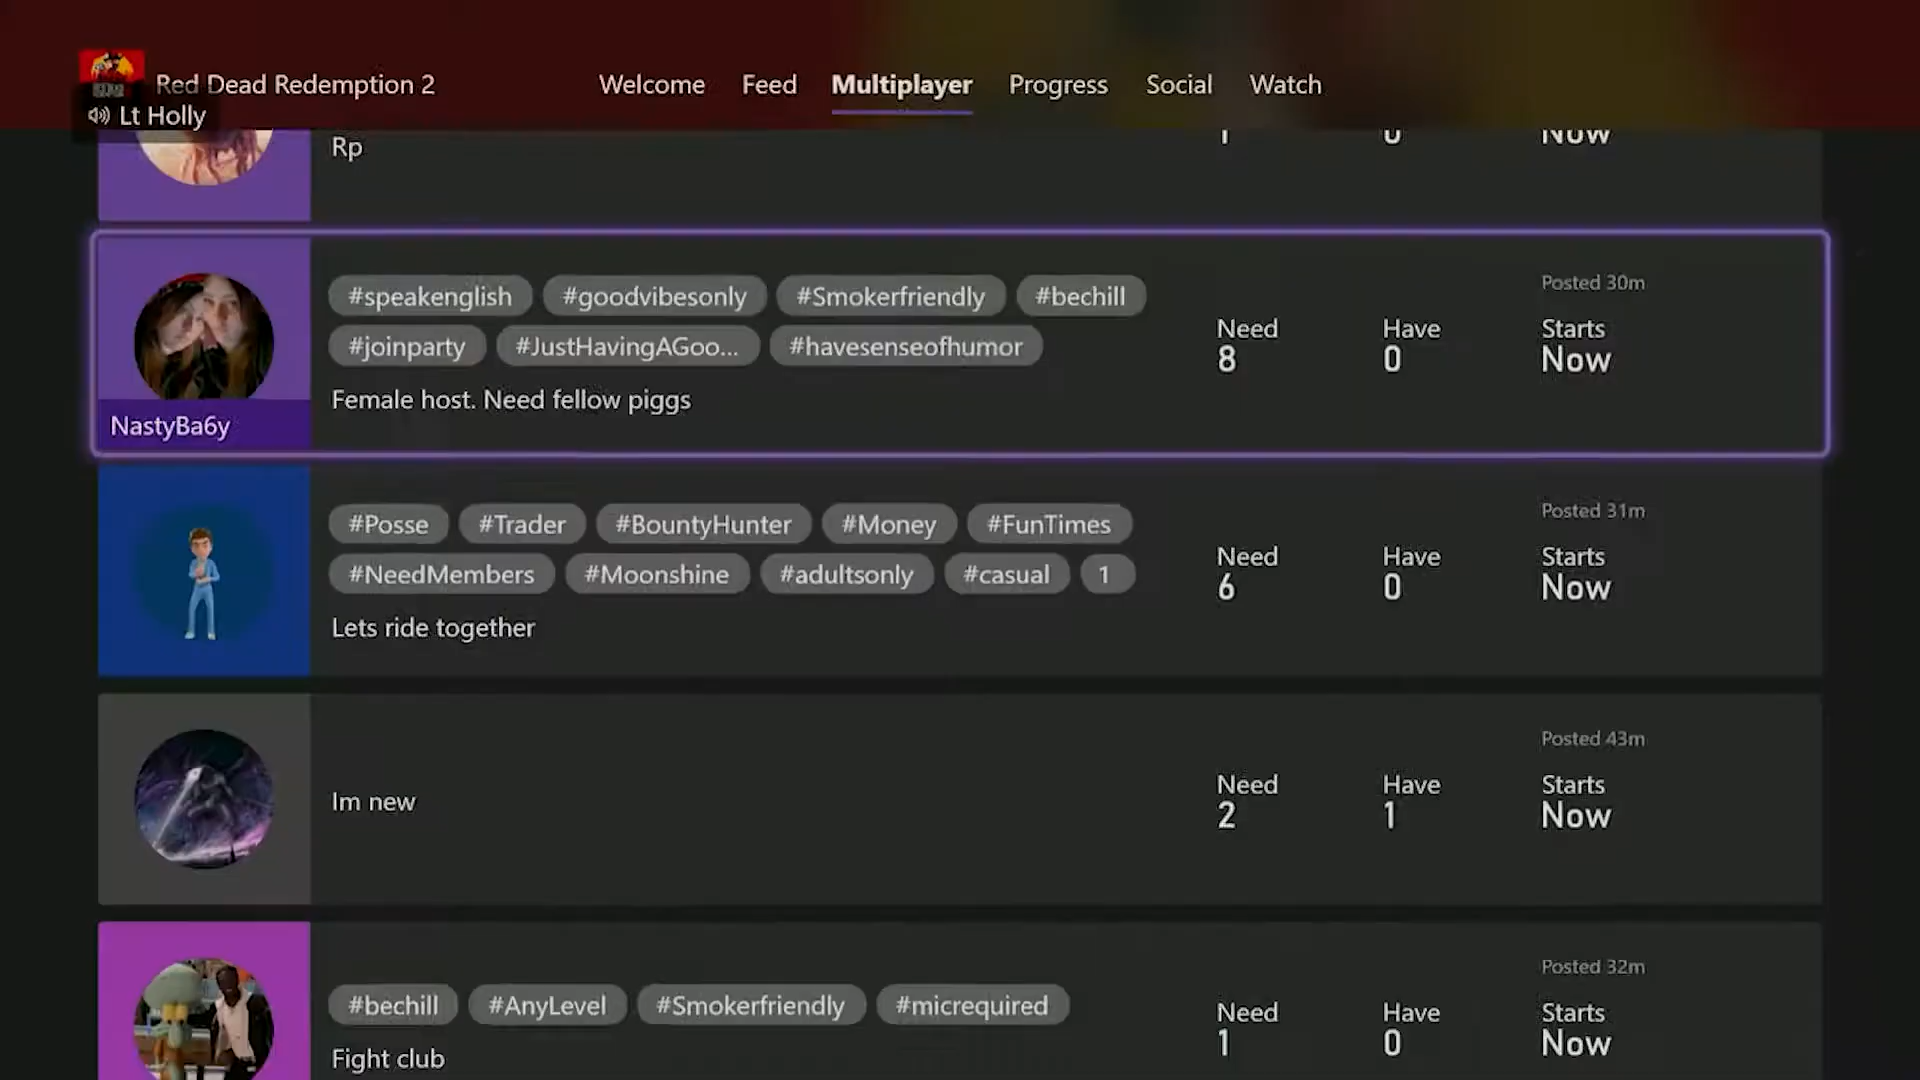 Red Dead Redemption 2
Welcome Feed Multiplayer Progress Social Watch
Lt Holly
Rp
1 0 Now
#speakenglish #goodvibesonly #Smokerfriendly #bechill
#joinparty #JustHavingAGoo... #havesenseofhumor
Female host. Need fellow piggs
NastyBa6y
Need 8
Have 0
Posted 30m
Starts
Now
#Posse #Trader #BountyHunter #Money #FunTimes
#NeedMembers #Moonshine #adultsonly #casual 1
Lets ride together
Need 6
Have 0
Posted 31m
Starts
Now
Im new
Need 2
Have 1
Posted 43m
Starts
Now
#bechill #AnyLevel #Smokerfriendly #micrequired
Fight club
Need 1
Have 0
Posted 32m
Starts
Now